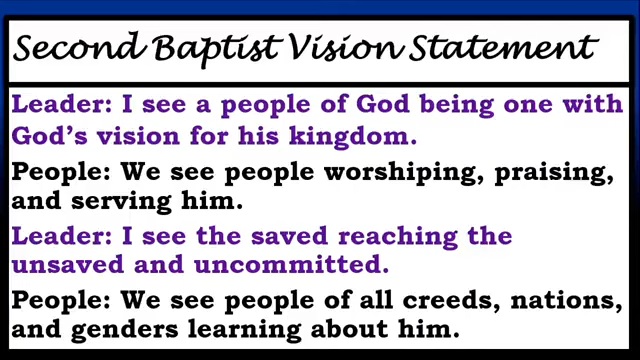 Second Baptist Vision Statement
Leader: I see a people of God being one with
God's vision for his kingdom.
People: We see people worshiping, praising,
and serving him.
Leader: I see the saved reaching the
unsaved and uncommitted.
People: We see people of all creeds, nations,
and genders learning about him.